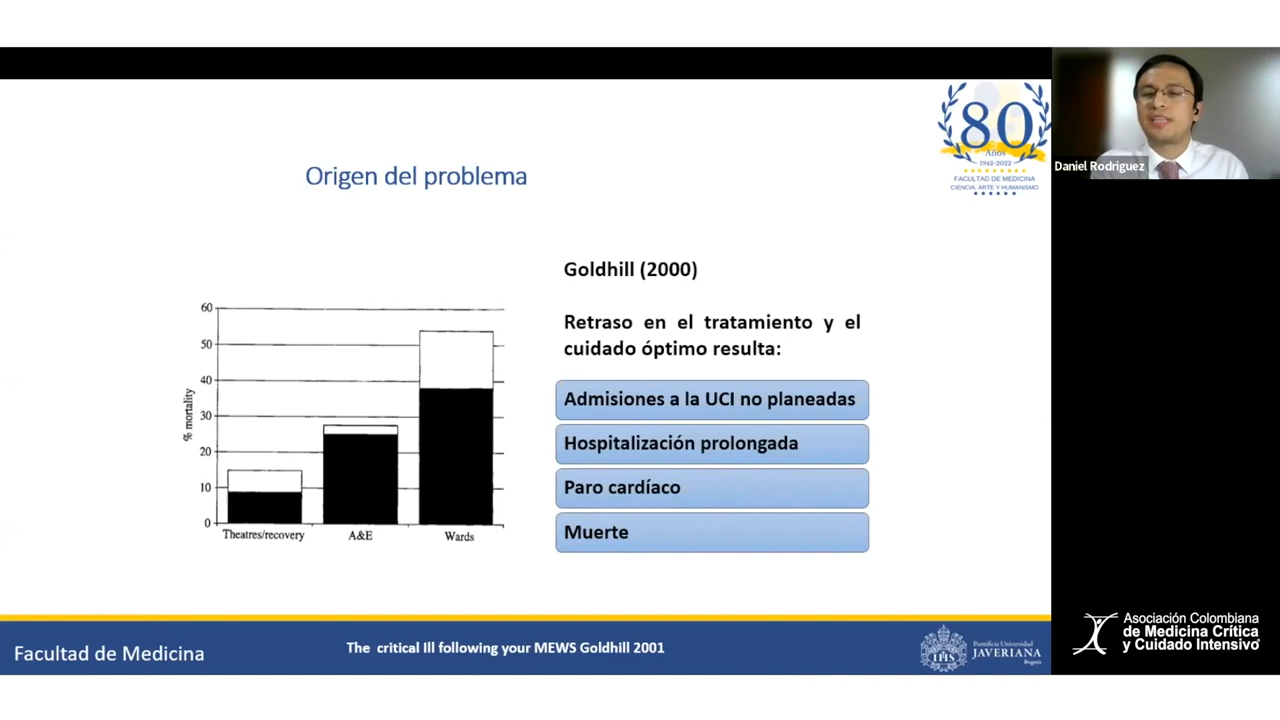 80
Años
1942-2022
FACULTAD DE MEDICINA
CIENCIA, ARTE Y HUMANISMO
Daniel Rodriguez
Origen del problema
Goldhill (2000)
Retraso en el tratamiento y el
cuidado óptimo resulta:
Admisiones a la UCI no planeadas
Hospitalización prolongada
Paro cardíaco
Muerte
% mortality
60
50
40
30
20
10
0
Theatres/recovery
A&E
Wards
Facultad de Medicina
The critical Ill following your MEWS Goldhill 2001
IHS
Pontificia Universidad
JAVERIANA
Bogotá
Asociación Colombiana
de Medicina Crítica
y Cuidado Intensivo